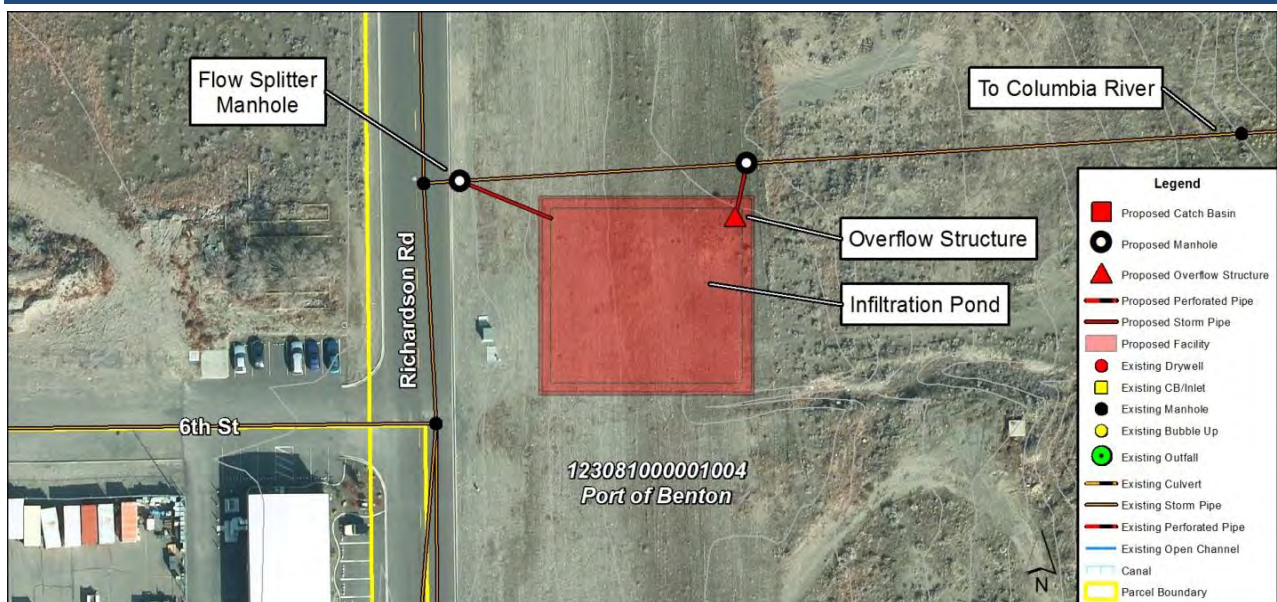 Flow Splitter
Manhole
To Columbia River
Overflow Structure
Infiltration Pond
Richardson Rd
6th St
123081000001004
Port of Benton
N
Legend
Proposed Catch Basin
Proposed Manhole
Proposed Overflow Structure
Proposed Perforated Pipe
Proposed Storm Pipe
Proposed Facility
Existing Drywell
Existing CB/Inlet
Existing Manhole
Existing Bubble Up
Existing Outfall
Existing Culvert
Existing Storm Pipe
Existing Perforated Pipe
Existing Open Channel
Canal
Parcel Boundary